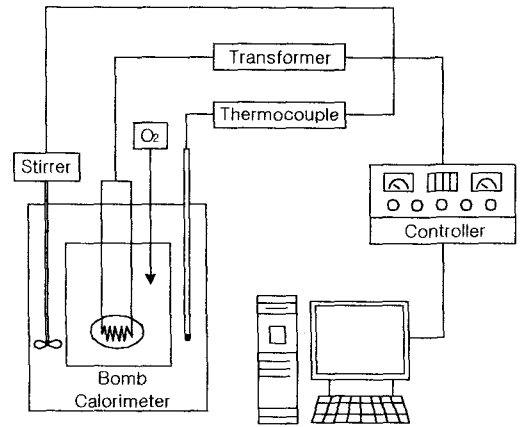 Transformer
Thermocouple
O₂
Stirrer
Controller
Bomb
Calorimeter